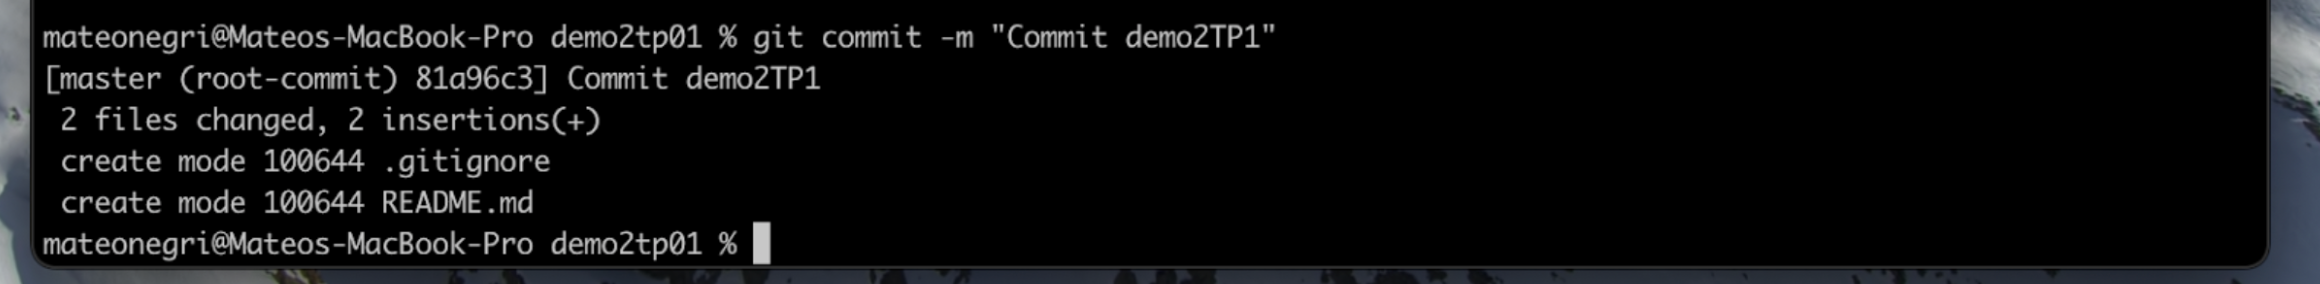 mateonegri@Mateos-MacBook-Pro demo2tp01 % git commit -m "Commit demo2TP1"
[master (root-commit) 81a96c3] Commit demo2TP1
 2 files changed, 2 insertions(+)
 create mode 100644 .gitignore
 create mode 100644 README.md
mateonegri@Mateos-MacBook-Pro demo2tp01 %